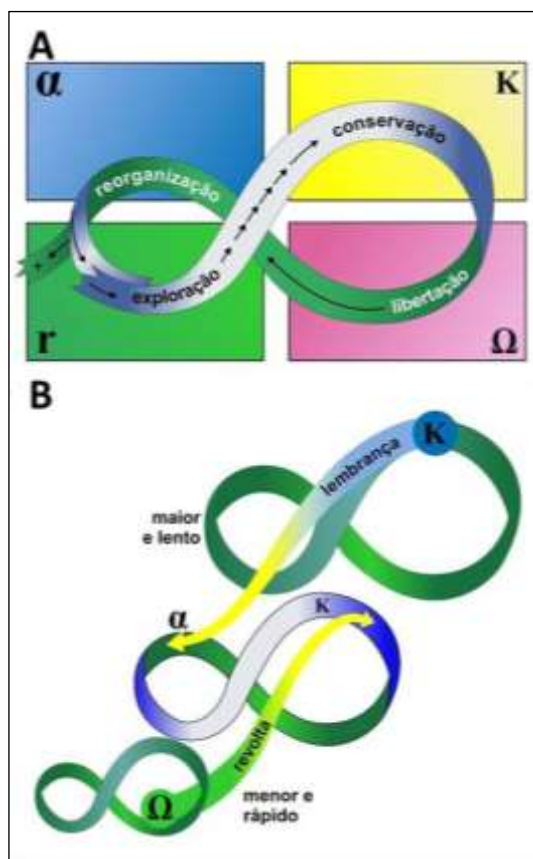 A
α
K
conservação
reorganização
exploração
libertação
r
Ω
B
K
lembrança
maior
e lento
α
K
revolta
Ω
menor e
rápido